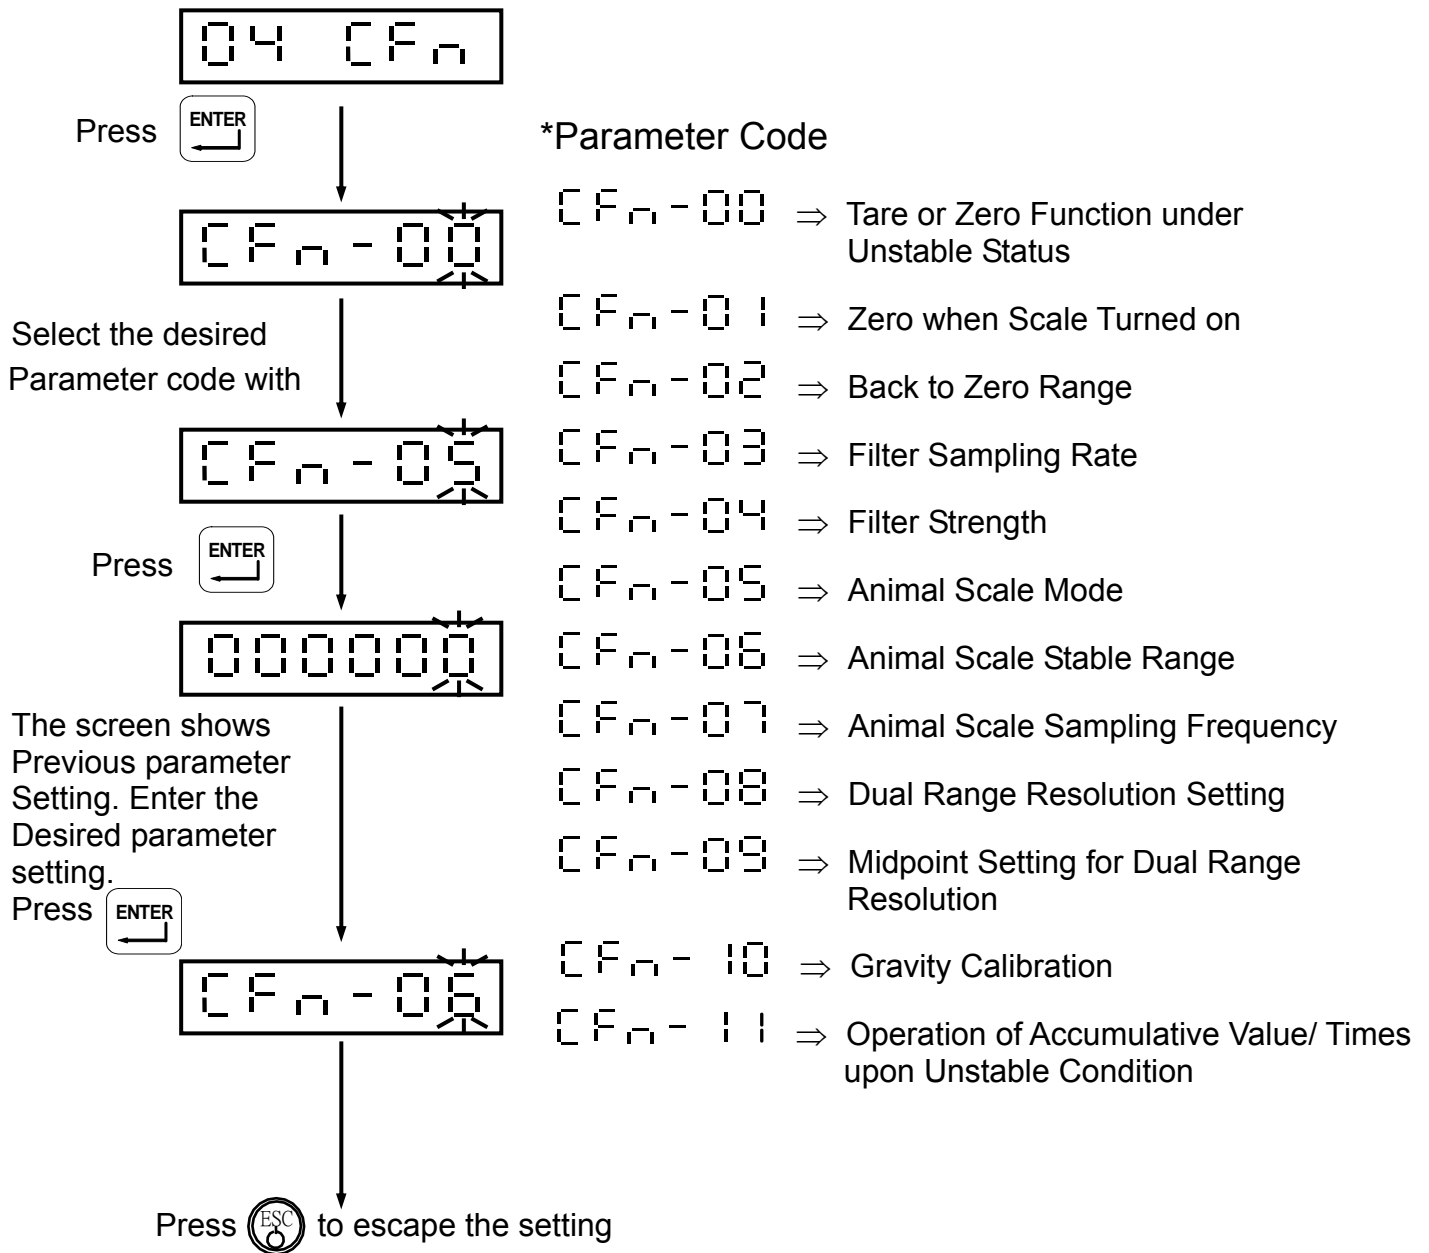 04 CFn
Press ENTER
CFn-00
Select the desired
Parameter code with
CFn-05
Press ENTER
000000
The screen shows
Previous parameter
Setting. Enter the
Desired parameter
setting.
Press ENTER
CFn-06
Press ESC to escape the setting
*Parameter Code
CFn-00 ⇒ Tare or Zero Function under
Unstable Status
CFn-01 ⇒ Zero when Scale Turned on
CFn-02 ⇒ Back to Zero Range
CFn-03 ⇒ Filter Sampling Rate
CFn-04 ⇒ Filter Strength
CFn-05 ⇒ Animal Scale Mode
CFn-06 ⇒ Animal Scale Stable Range
CFn-07 ⇒ Animal Scale Sampling Frequency
CFn-08 ⇒ Dual Range Resolution Setting
CFn-09 ⇒ Midpoint Setting for Dual Range
Resolution
CFn-10 ⇒ Gravity Calibration
CFn-11 ⇒ Operation of Accumulative Value/ Times
upon Unstable Condition